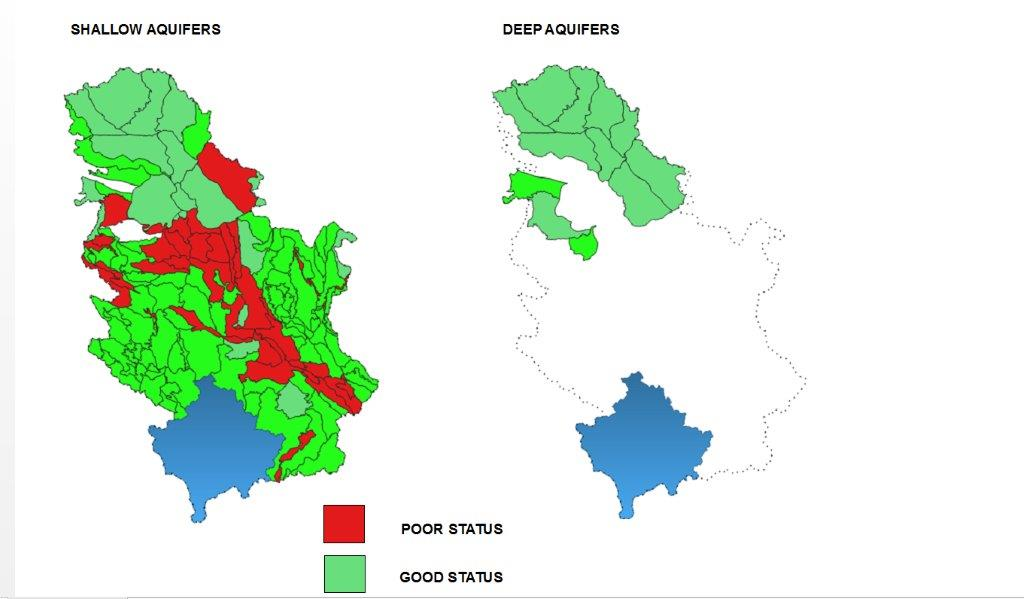 SHALLOW AQUIFERS
DEEP AQUIFERS
POOR STATUS
GOOD STATUS